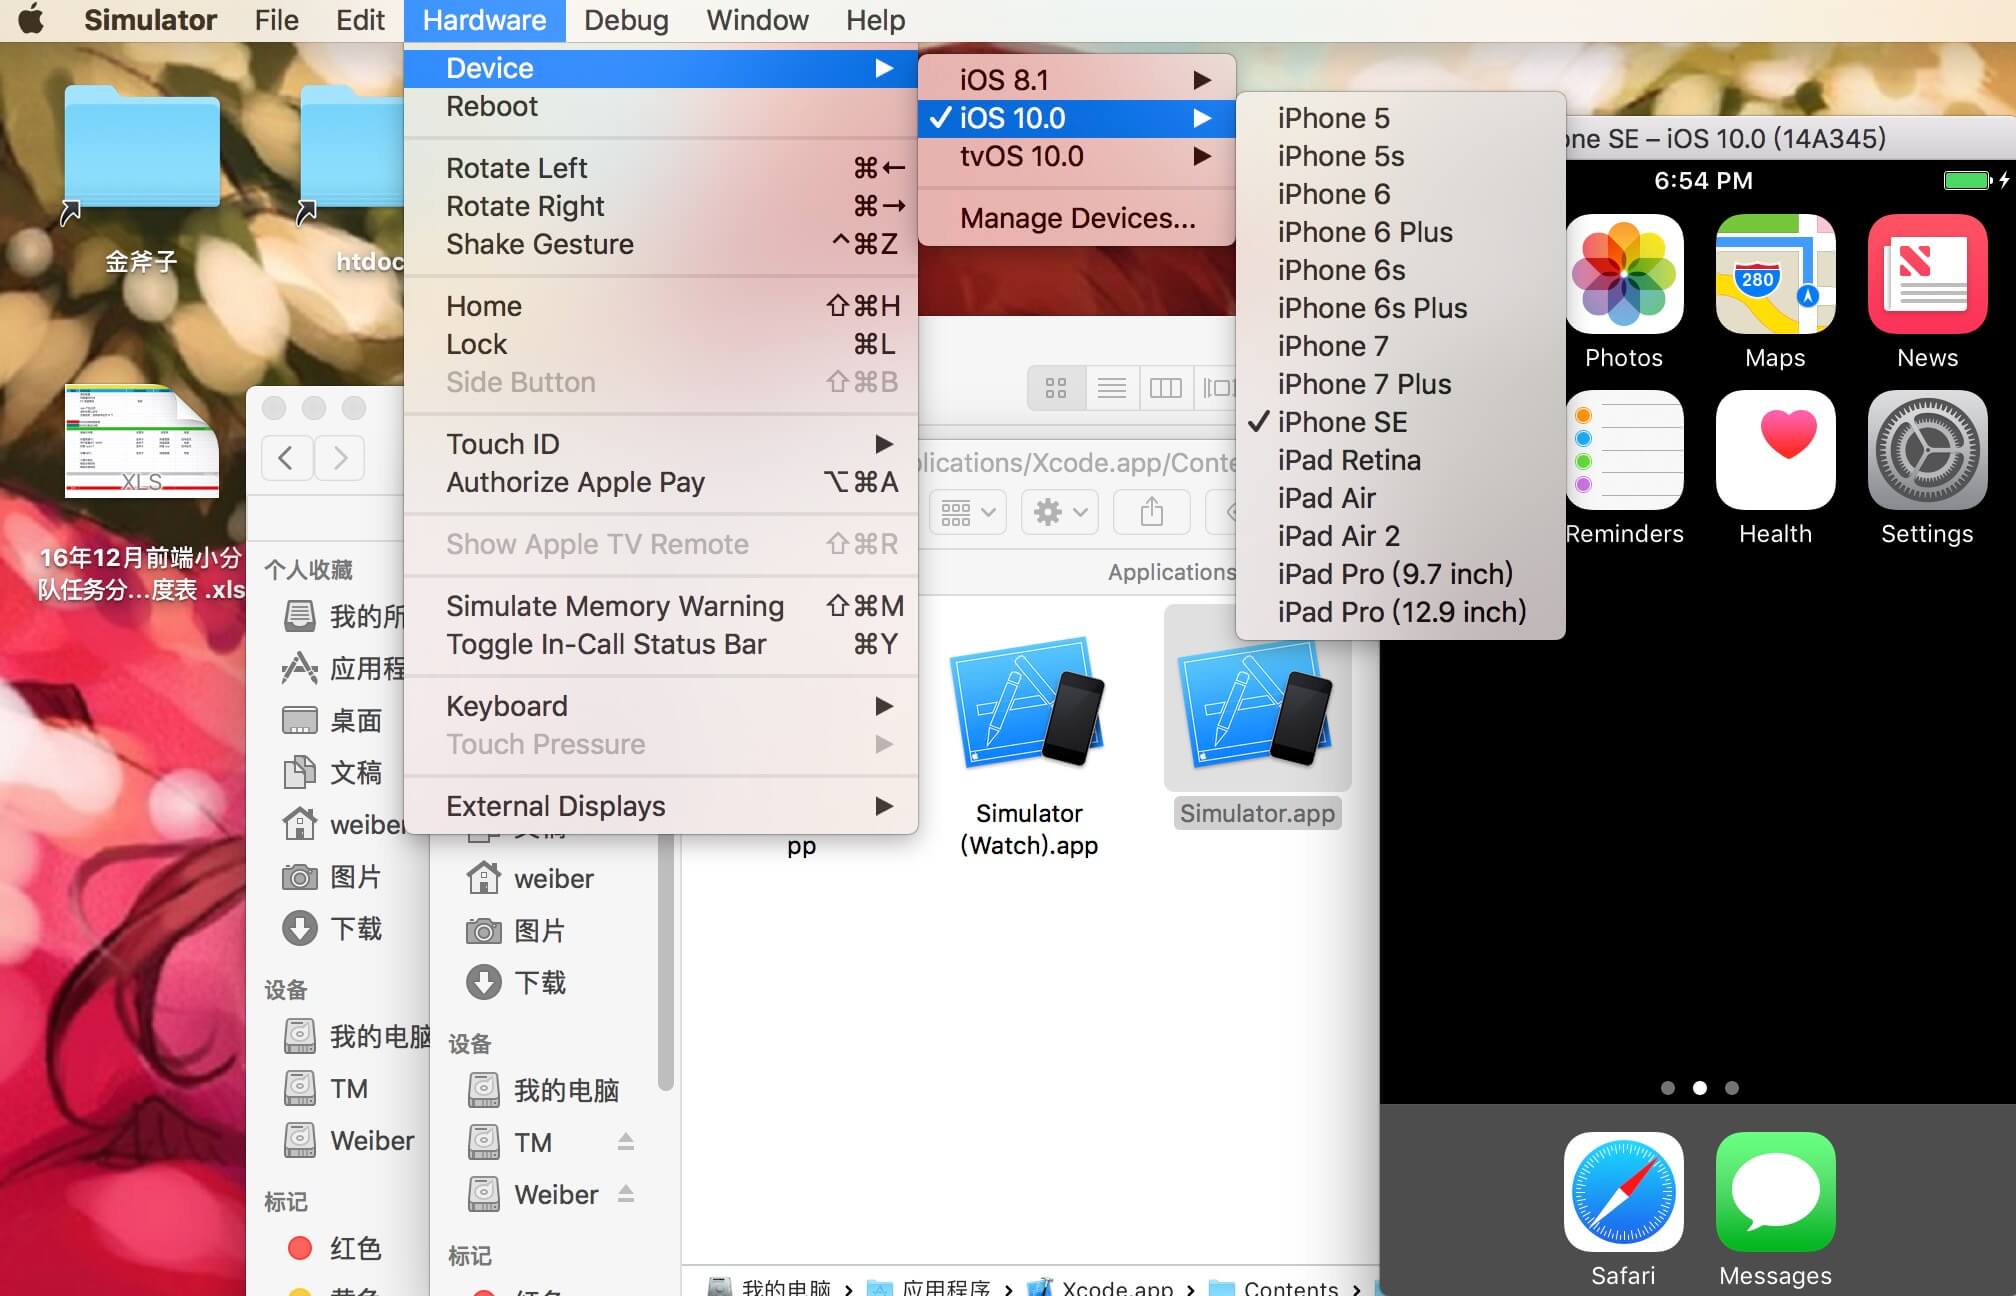 Simulator File Edit Hardware Debug Window Help
Device
Reboot
Rotate Left ⌘←
Rotate Right ⌘→
Shake Gesture ^⌘Z
Home ⇧⌘H
Lock ⌘L
Side Button ⇧⌘B
Touch ID
Authorize Apple Pay ⌥⌘A
Show Apple TV Remote ⇧⌘R
Simulate Memory Warning ⇧⌘M
Toggle In-Call Status Bar ⌘Y
Keyboard
Touch Pressure
External Displays
iOS 8.1
✓ iOS 10.0
tvOS 10.0
Manage Devices...
iPhone 5
iPhone 5s
iPhone 6
iPhone 6 Plus
iPhone 6s
iPhone 6s Plus
iPhone 7
iPhone 7 Plus
✓ iPhone SE
iPad Retina
iPad Air
iPad Air 2
iPad Pro (9.7 inch)
iPad Pro (12.9 inch)
ne SE – iOS 10.0 (14A345)
6:54 PM
280
Photos
Maps
News
Reminders
Health
Settings
Safari
Messages
金斧子
htdoc
XLS
16年12月前端小分
队任务分...度表 .xls
个人收藏
我的所
应用程
桌面
文稿
weiber
图片
下载
设备
我的电脑
TM
Weiber
标记
红色
黄色
weiber
图片
下载
设备
我的电脑
TM
Weiber
标记
红色
plications/Xcode.app/Conte
Applications
pp
Simulator
(Watch).app
Simulator.app
我的电脑 › 应用程序 › Xcode.app › Contents ›